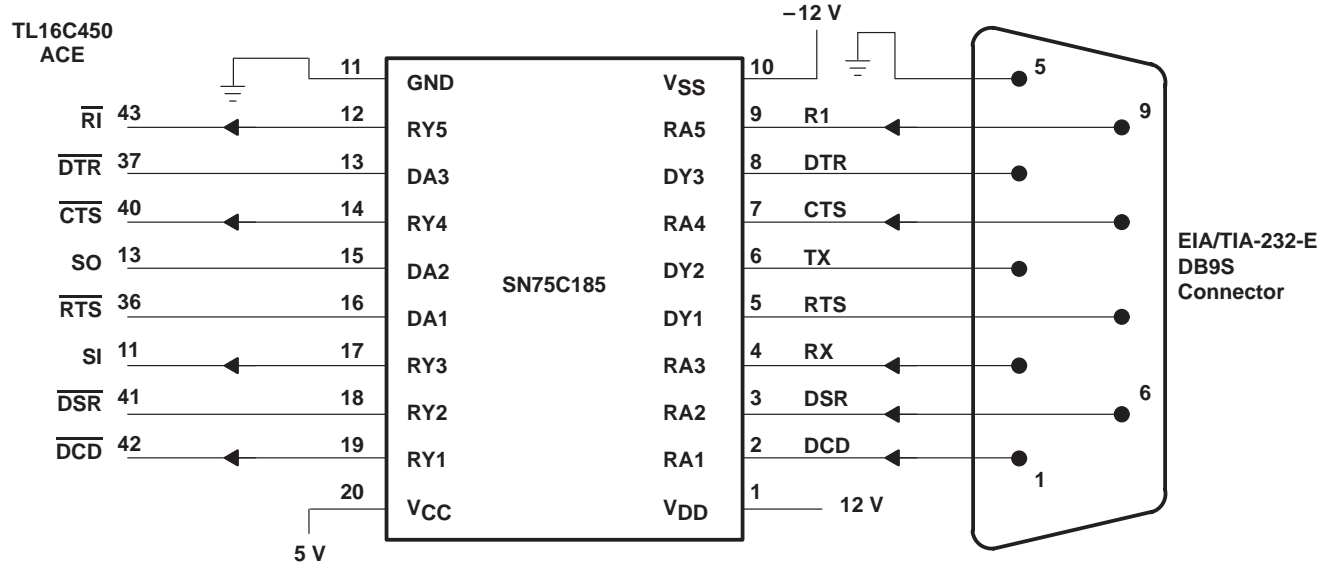 TL16C450
ACE
–12 V
11 GND VSS 10 5
RI 43 12 RY5 RA5 9 R1 9
DTR 37 13 DA3 DY3 8 DTR
CTS 40 14 RY4 RA4 7 CTS
SO 13 15 DA2 DY2 6 TX
SN75C185
EIA/TIA-232-E
DB9S
Connector
RTS 36 16 DA1 DY1 5 RTS
SI 11 17 RY3 RA3 4 RX
DSR 41 18 RY2 RA2 3 DSR 6
DCD 42 19 RY1 RA1 2 DCD 1
20 VCC VDD 1 12 V
5 V